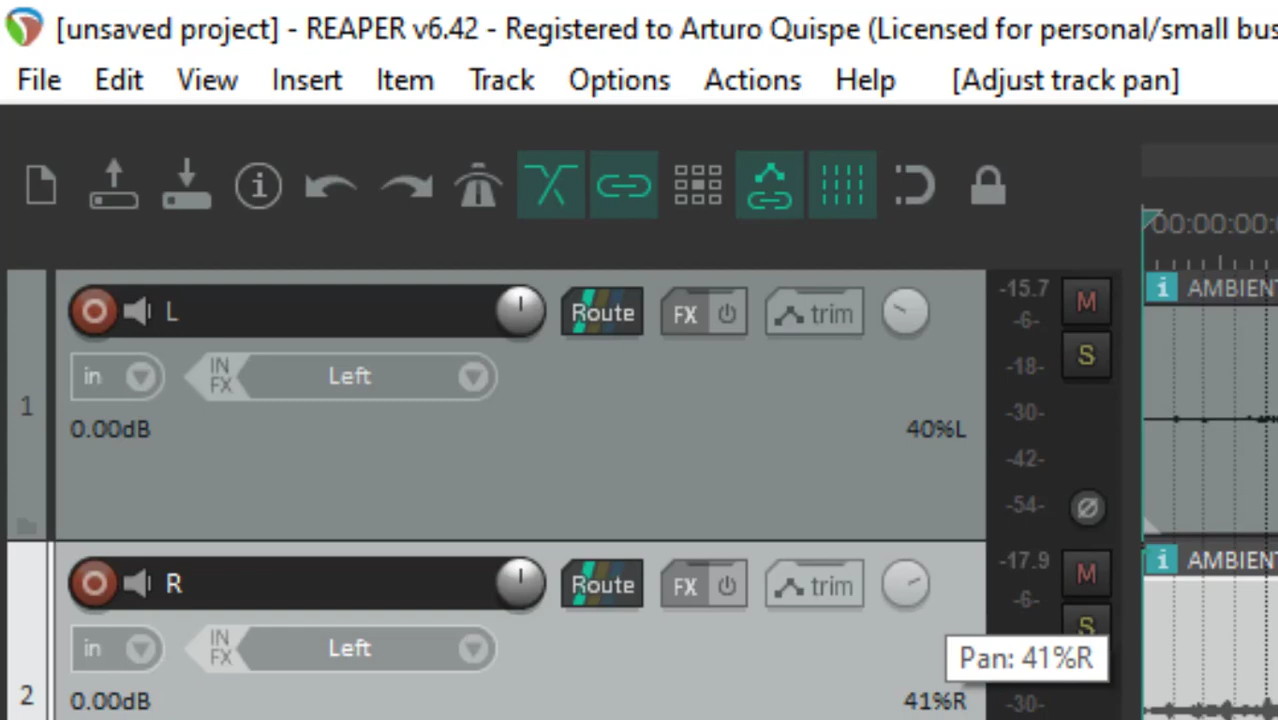 [unsaved project] - REAPER v6.42 - Registered to Arturo Quispe (Licensed for personal/small bus
File Edit View Insert Item Track Options Actions Help [Adjust track pan]
00:00:00:
L Route FX trim -15.7 M i AMBIENT
-6-
S
in IN FX Left -18-
1 -30-
0.00dB 40%L
-42-
-54-
R Route FX trim -17.9 M i AMBIENT
-6-
S
in IN FX Left Pan: 41%R
2 0.00dB 41%R -30-